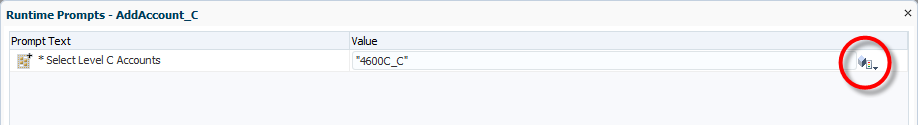 Runtime Prompts - AddAccount_C
Prompt Text Value
* Select Level C Accounts "4600C_C"